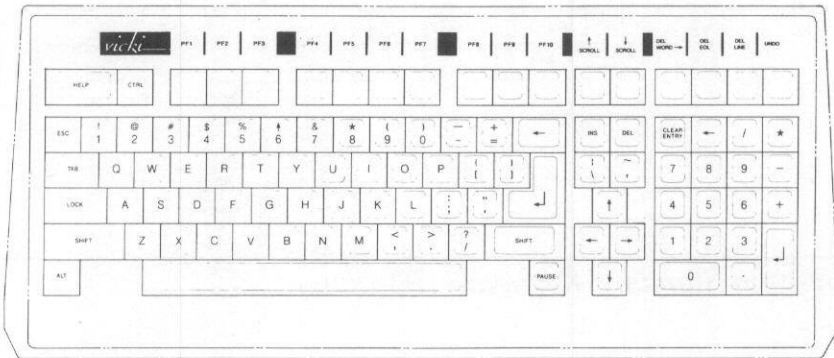 vicki PF1 PF2 PF3 PF4 PF5 PF6 PF7 PF8 PF9 PF10 ↑ SCROLL ↓ SCROLL DEL WORD → DEL EOL DEL LINE UNDO
HELP CTRL
ESC ! 1 @ 2 # 3 $ 4 % 5 ↑ 6 & 7 * 8 ( 9 ) 0 — - + = ← INS DEL CLEAR ENTRY ← / *
TAB Q W E R T Y U I O P { [ } ] ↵ ¦ \ ~ ' 7 8 9 –
LOCK A S D F G H J K L : ; " ' ↑ 4 5 6 +
SHIFT Z X C V B N M < , > . ? / SHIFT ← → 1 2 3 ↵
ALT PAUSE ↓ 0 .